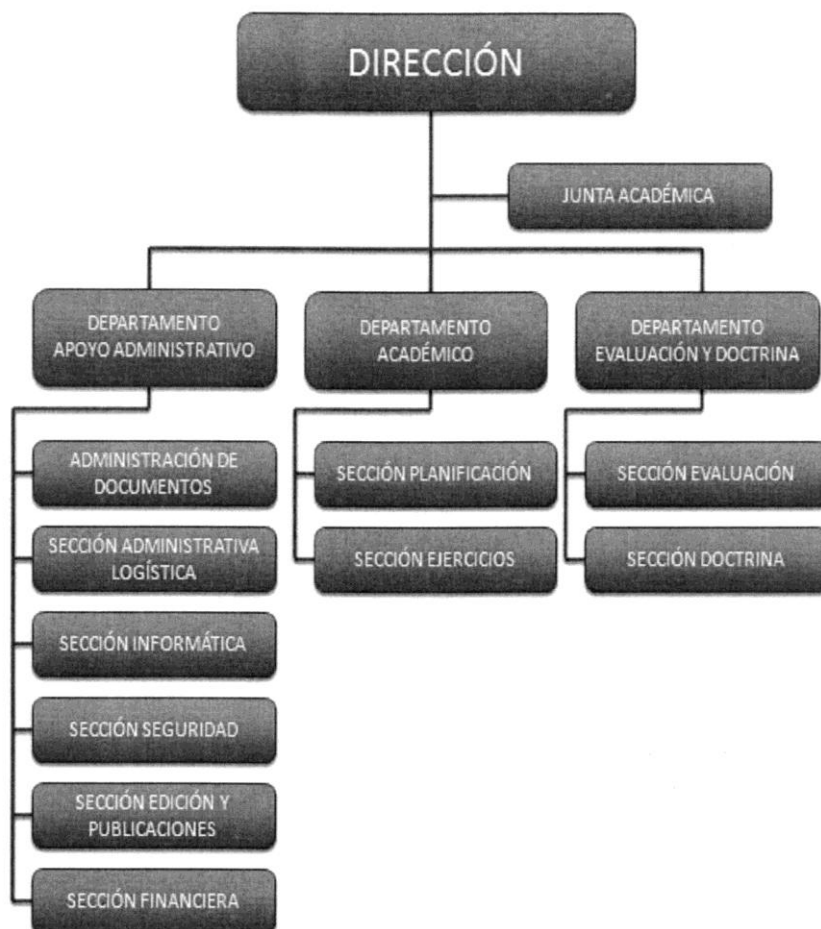 DIRECCIÓN
JUNTA ACADÉMICA
DEPARTAMENTO
APOYO ADMINISTRATIVO
DEPARTAMENTO
ACADÉMICO
DEPARTAMENTO
EVALUACIÓN Y DOCTRINA
ADMINISTRACIÓN DE
DOCUMENTOS
SECCIÓN ADMINISTRATIVA
LOGÍSTICA
SECCIÓN INFORMÁTICA
SECCIÓN SEGURIDAD
SECCIÓN EDICIÓN Y
PUBLICACIONES
SECCIÓN FINANCIERA
SECCIÓN PLANIFICACIÓN
SECCIÓN EJERCICIOS
SECCIÓN EVALUACIÓN
SECCIÓN DOCTRINA